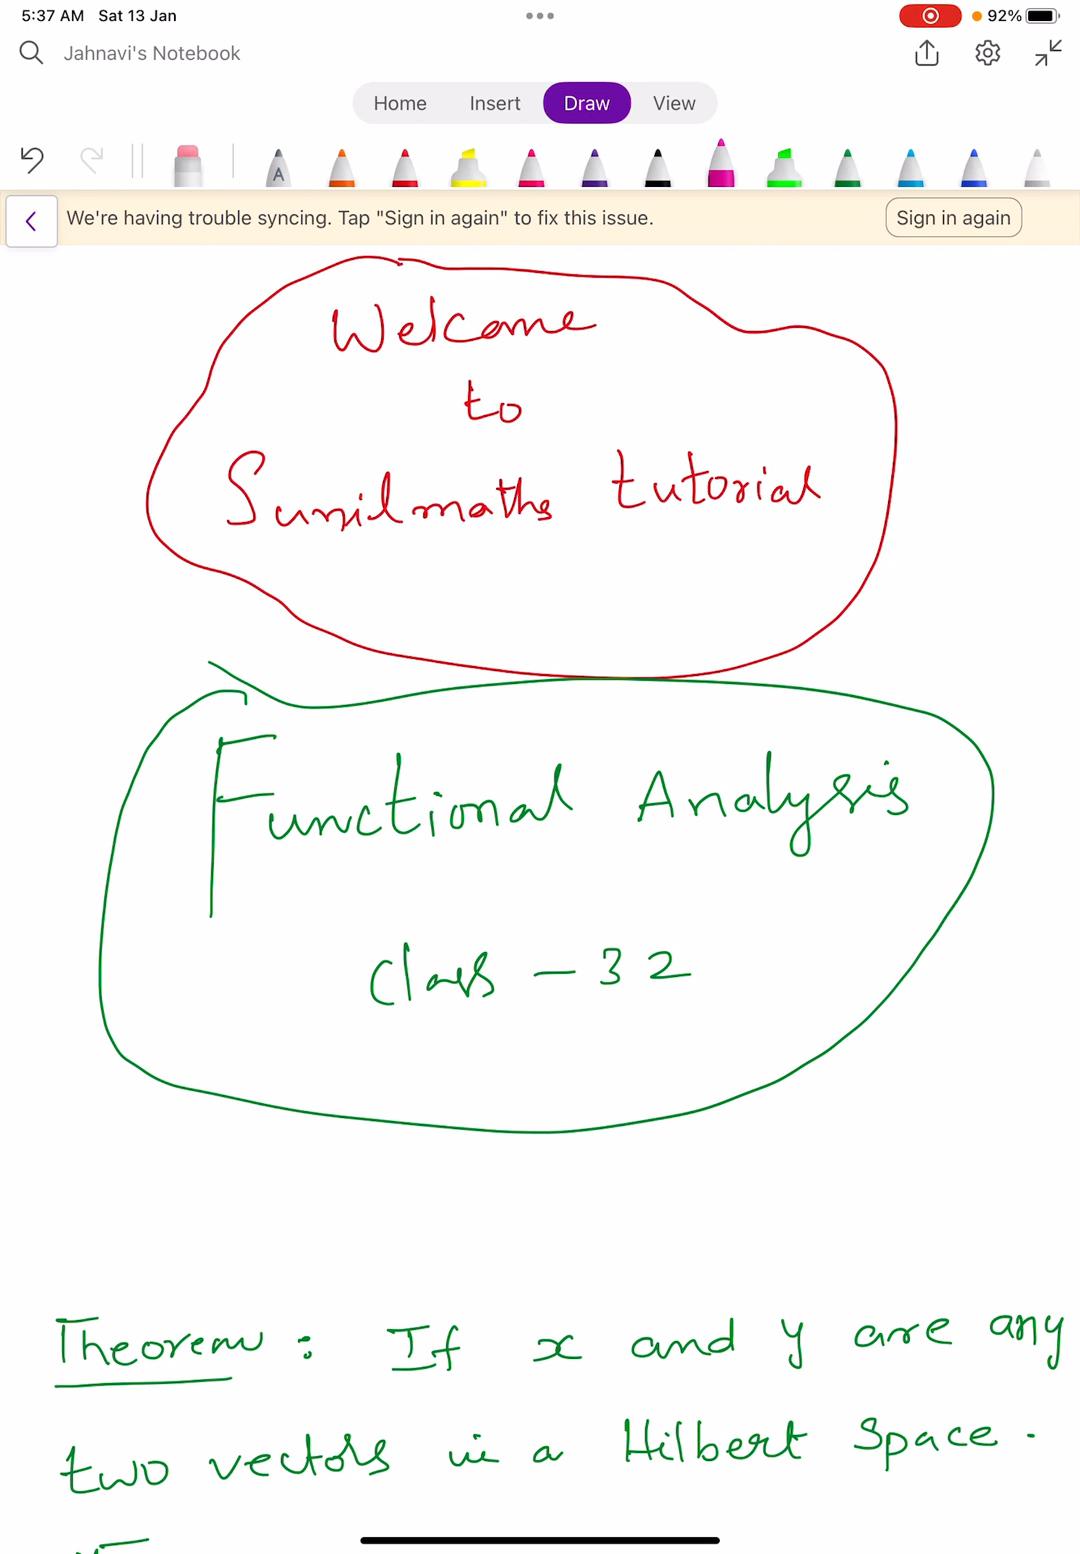 5:37 AM Sat 13 Jan
92%
Jahnavi's Notebook
Home Insert Draw View
A
We're having trouble syncing. Tap "Sign in again" to fix this issue. Sign in again
Welcome
to
Sunilmaths tutorial
Functional Analysis
Class - 32
Theorem : If x and y are any
two vectors in a Hilbert Space.